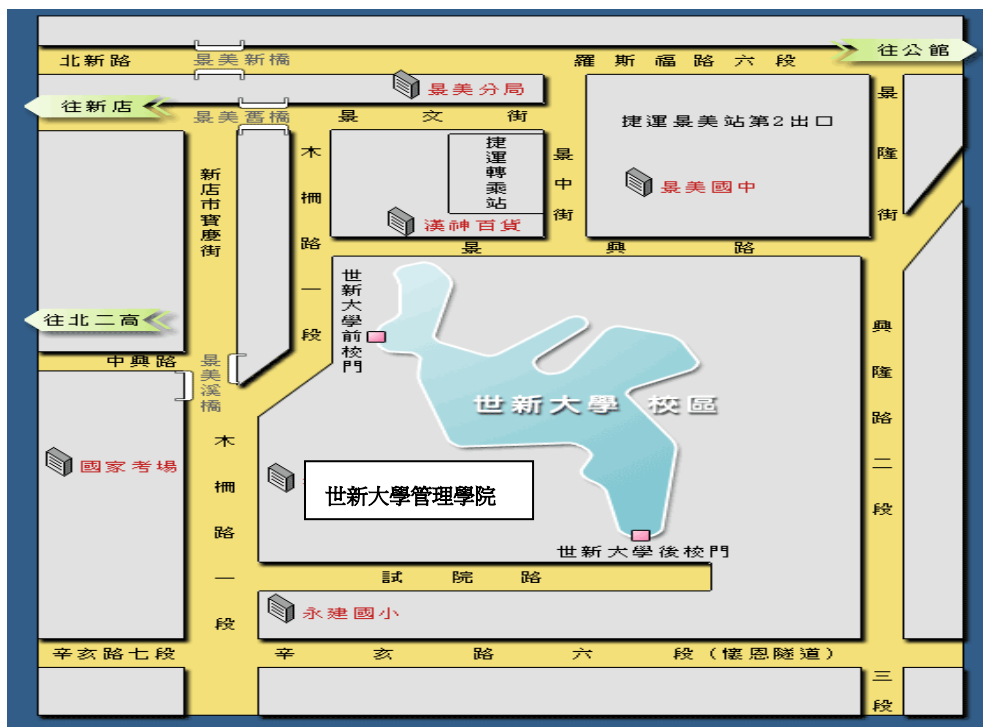 往公館
北新路
景美新橋
羅斯福路六段
景美分局
往新店
景美舊橋
景文街
捷運景美站第2出口
景隆街
木柵路一段
捷運轉乘站
景中街
景美國中
新店市寶慶街
漢神百貨
景興路
世新大學前校門
往北二高
中興路
景美溪橋
興隆路二段
世新大學 校區
國家考場
木柵路一段
世新大學管理學院
世新大學後校門
試院路
永建國小
辛亥路七段
辛亥路六段(懷恩隧道)
三段